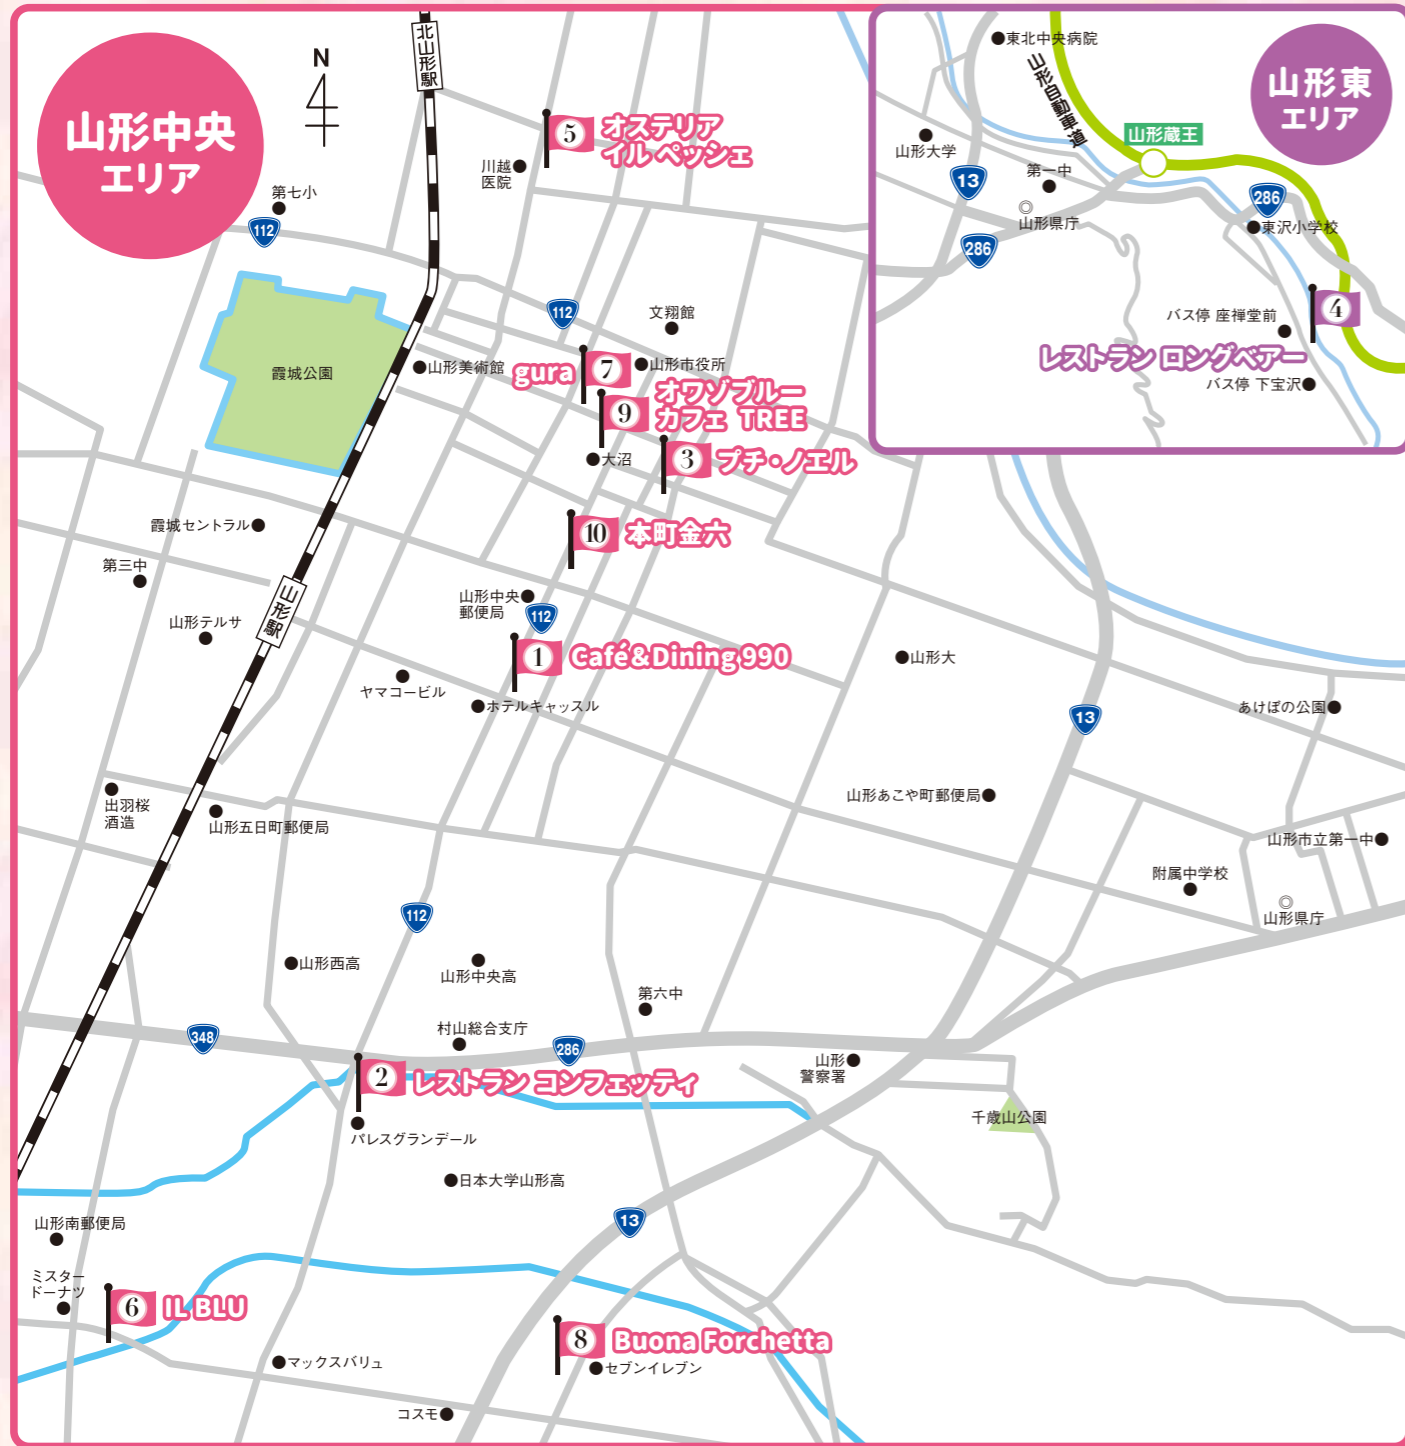 山形中央
エリア
N
北山形駅
5
オステリア
イル ペッシェ
川越
医院
第七小
112
霞城公園
112
文翔館
山形美術館
gura
7
山形市役所
9
オワゾブルー
カフェ TREE
大沼
3
プチ・ノエル
霞城セントラル
10
本町金六
第三中
山形駅
山形テルサ
山形中央
郵便局
112
1
Café&Dining 990
ヤマコービル
ホテルキャッスル
山形大
13
あけぼの公園
出羽桜
酒造
山形五日町郵便局
山形あこや町郵便局
山形市立第一中
附属中学校
山形県庁
112
山形西高
山形中央高
第六中
348
村山総合支庁
286
山形
警察署
2
レストラン コンフェッティ
パレスグランデール
千歳山公園
日本大学山形高
13
山形南郵便局
ミスター
ドーナツ
6
IL BLU
8
Buona Forchetta
セブンイレブン
マックスバリュ
コスモ
山形東
エリア
東北中央病院
山形自動車道
山形蔵王
山形大学
13
第一中
山形県庁
286
286
東沢小学校
4
バス停 座禅堂前
レストラン ロングベアー
バス停 下宝沢